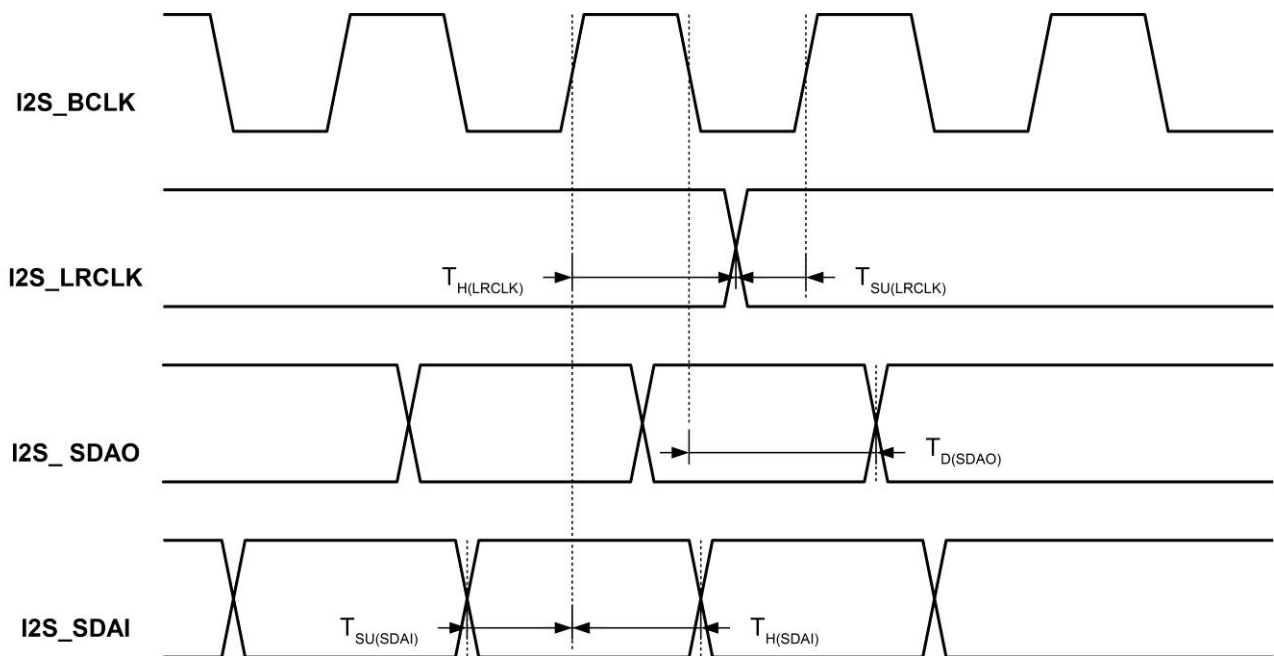 I2S_BCLK
I2S_LRCLK
TH(LRCLK)
TSU(LRCLK)
I2S_ SDAO
TD(SDAO)
I2S_SDAI
TSU(SDAI)
TH(SDAI)